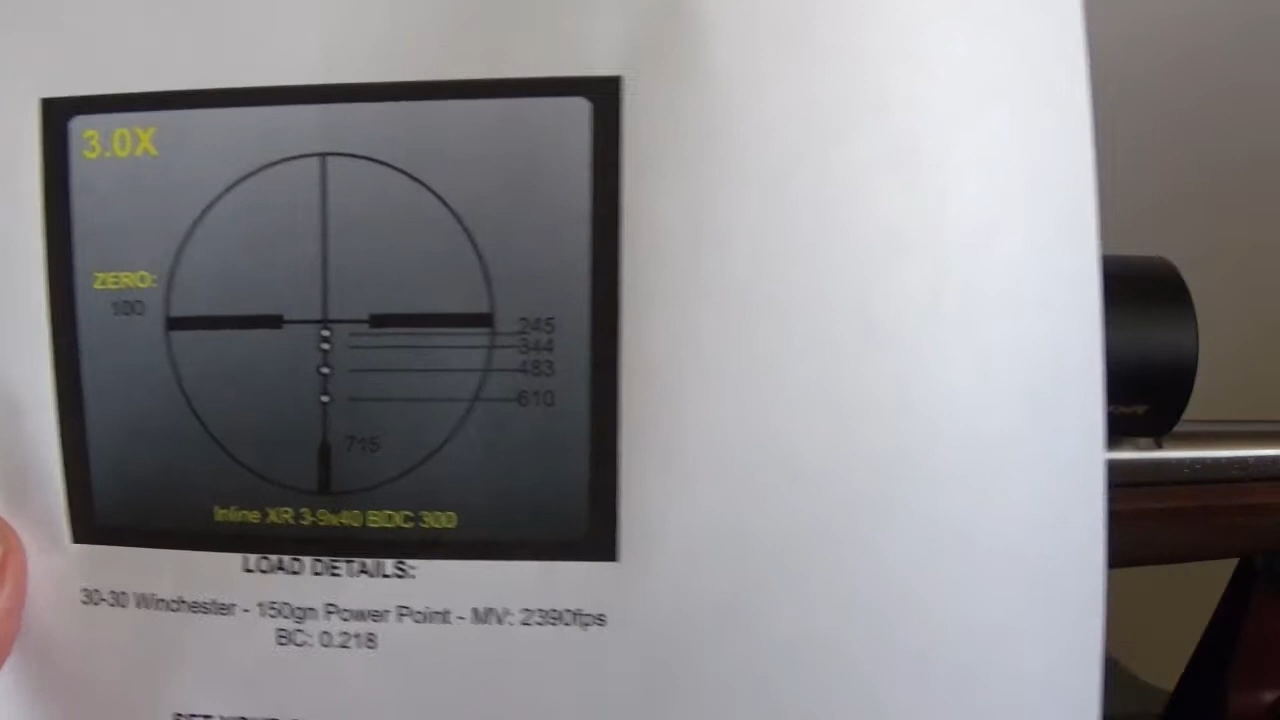 3.0X
ZERO:
100
245
344
483
610
715
Inline XR 3-9x40 BDC 300
LOAD DETAILS:
30-30 Winchester - 150gn Power Point - MV: 2390fps
BC: 0.218